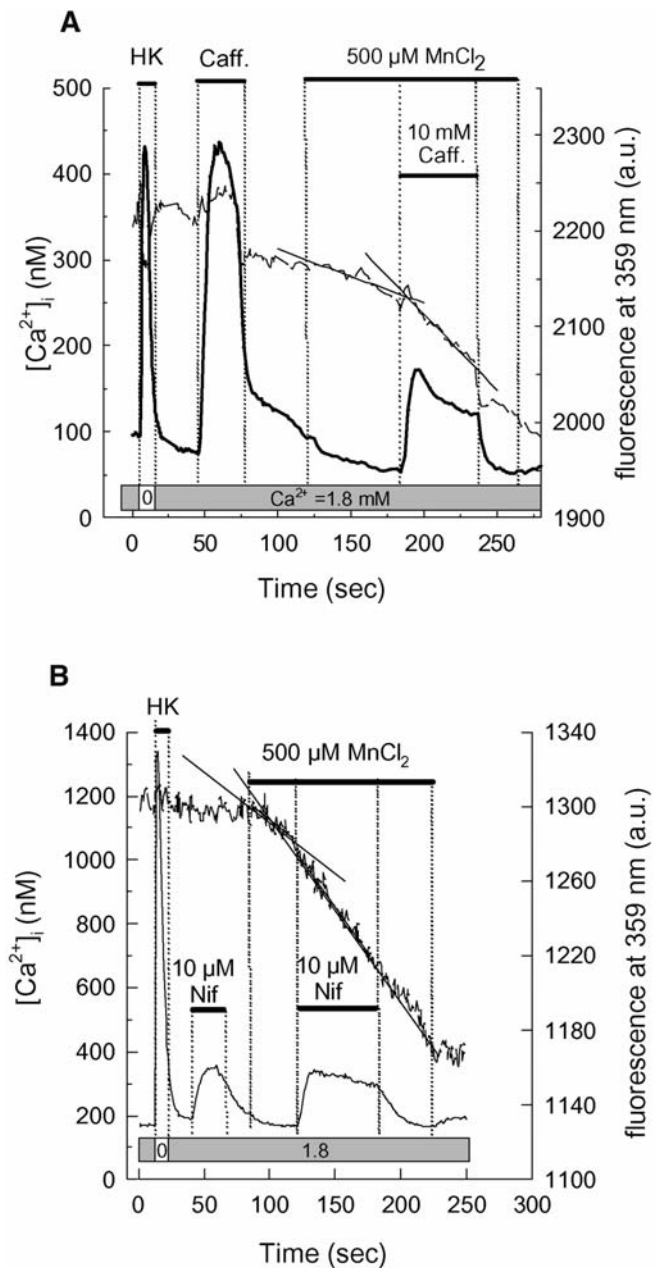 A
HK
Caff.
500 µM MnCl2
10 mM
Caff.
500
400
300
200
100
0
[Ca2+]i (nM)
2300
2200
2100
2000
1900
fluorescence at 359 nm (a.u.)
0
Ca2+ =1.8 mM
0
50
100
150
200
250
Time (sec)
B
HK
500 µM MnCl2
10 µM
Nif
10 µM
Nif
1400
1200
1000
800
600
400
200
0
[Ca2+]i (nM)
1340
1300
1260
1220
1180
1140
1100
fluorescence at 359 nm (a.u.)
0
1.8
0
50
100
150
200
250
300
Time (sec)